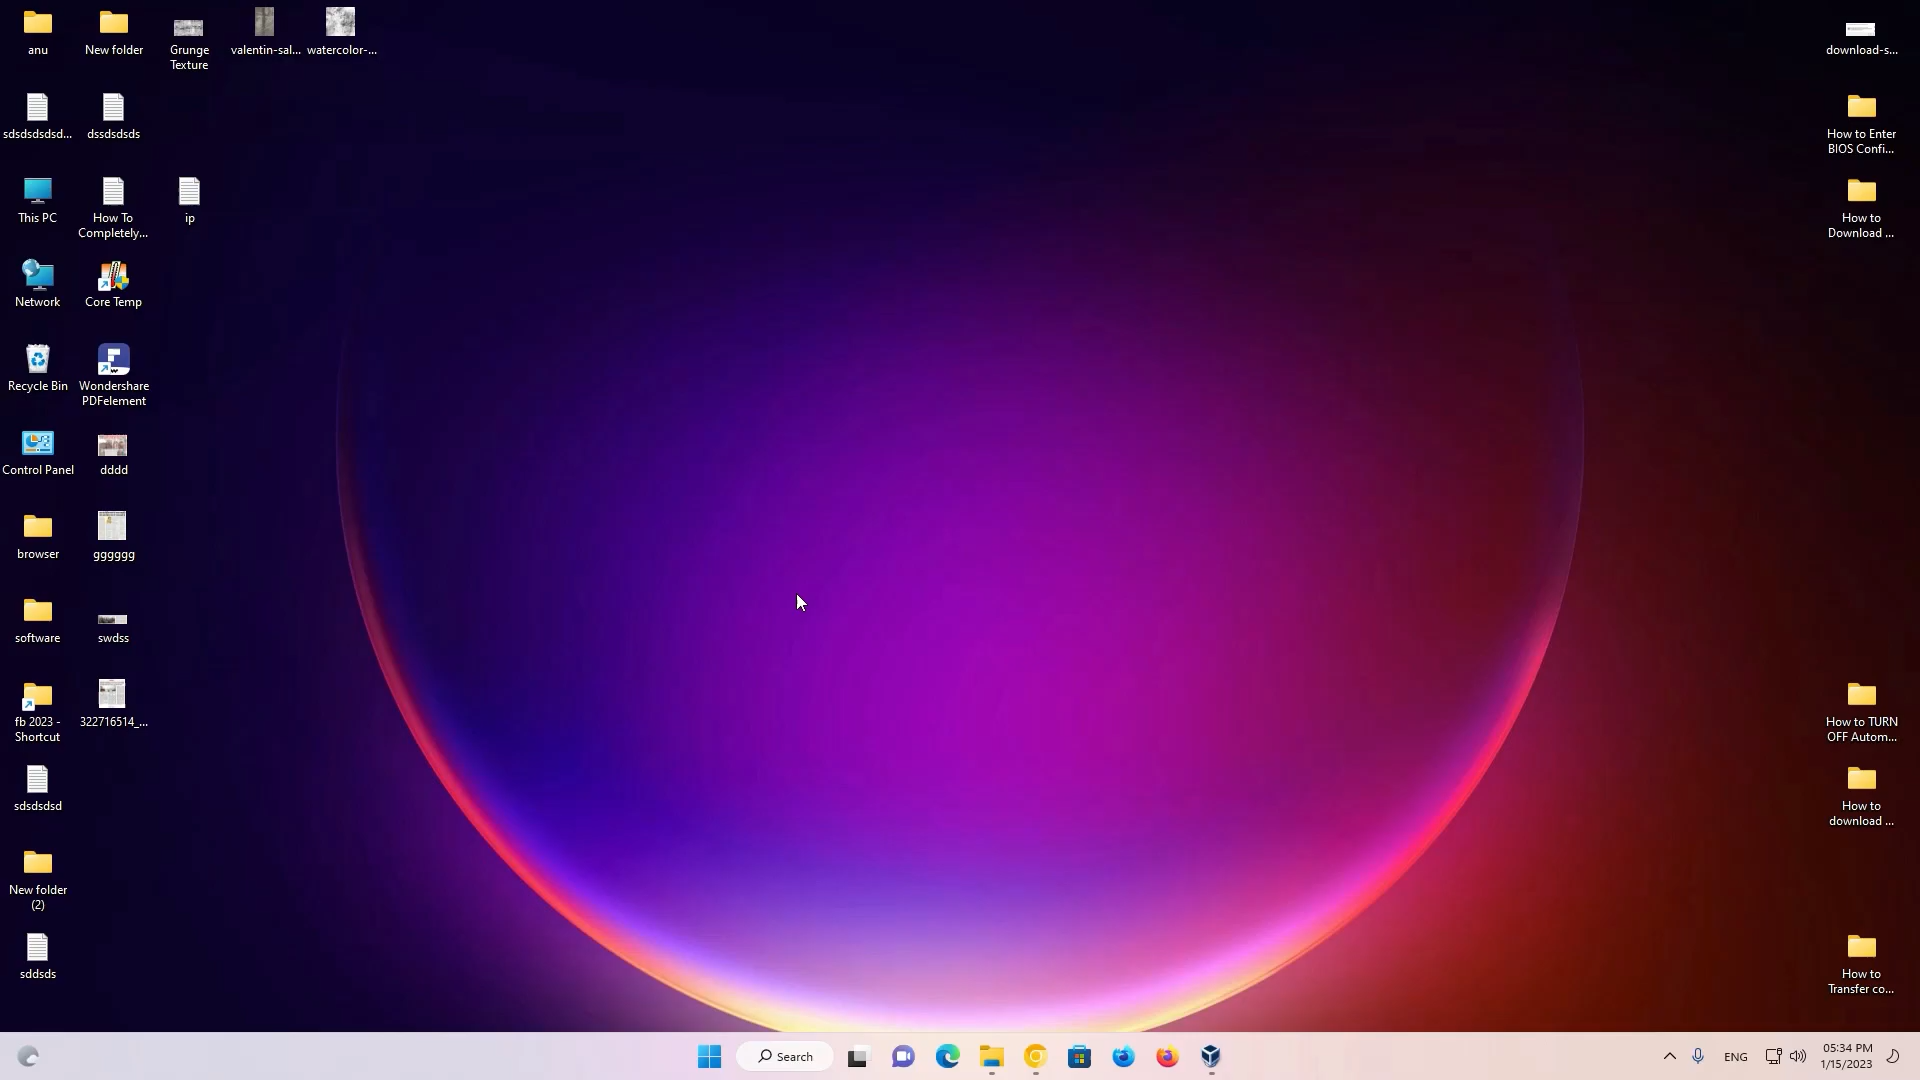 anu
New folder
Grunge
Texture
valentin-sal...
watercolor-...
sdsdsdsdsd...
dssdsdsds
This PC
How To
Completely...
ip
Network
Core Temp
Recycle Bin
Wondershare
PDFelement
Control Panel
dddd
browser
gggggg
software
swdss
fb 2023 -
Shortcut
322716514_...
sdsdsdsd
New folder
(2)
sddsds
download-s...
How to Enter
BIOS Confi...
How to
Download ...
How to TURN
OFF Autom...
How to
download ...
How to
Transfer co...
Search
ENG
05:34 PM
1/15/2023